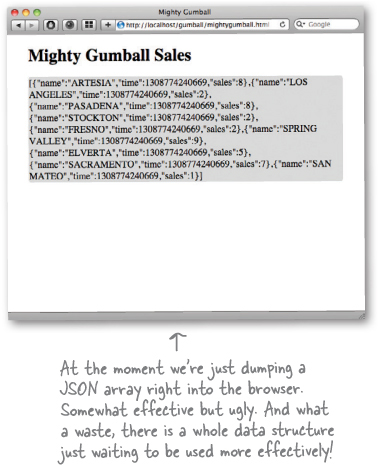 Mighty Gumball
http://localhost/gumball/mightygumball.html
Google
Mighty Gumball Sales
[{"name":"ARTESIA","time":1308774240669,"sales":8},{"name":"LOS
ANGELES","time":1308774240669,"sales":2},
{"name":"PASADENA","time":1308774240669,"sales":8},
{"name":"STOCKTON","time":1308774240669,"sales":2},
{"name":"FRESNO","time":1308774240669,"sales":2},{"name":"SPRING
VALLEY","time":1308774240669,"sales":9},
{"name":"ELVERTA","time":1308774240669,"sales":5},
{"name":"SACRAMENTO","time":1308774240669,"sales":7},{"name":"SAN
MATEO","time":1308774240669,"sales":1}]
At the moment we're just dumping a
JSON array right into the browser.
Somewhat effective but ugly. And what
a waste, there is a whole data structure
just waiting to be used more effectively!